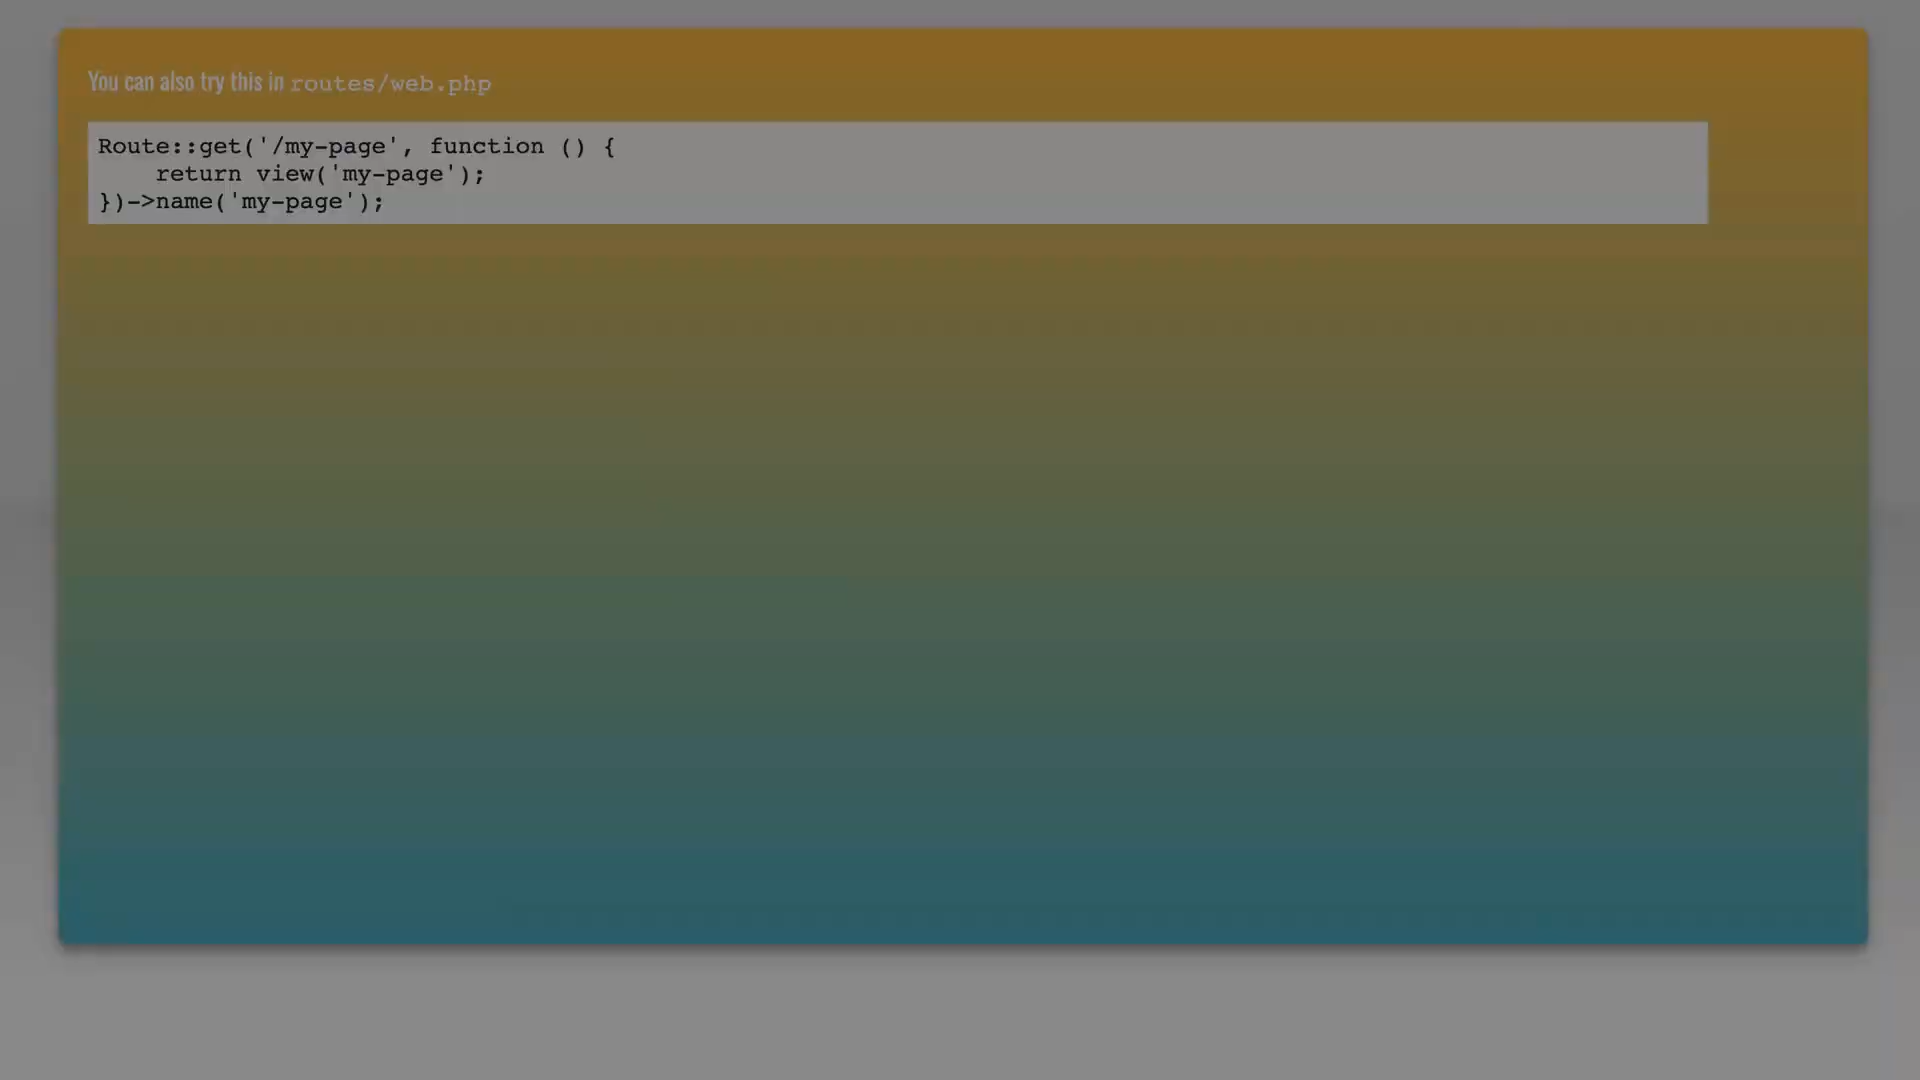 You can also try this in routes/web.php
Route::get('/my-page', function () {
    return view('my-page');
})->name('my-page');